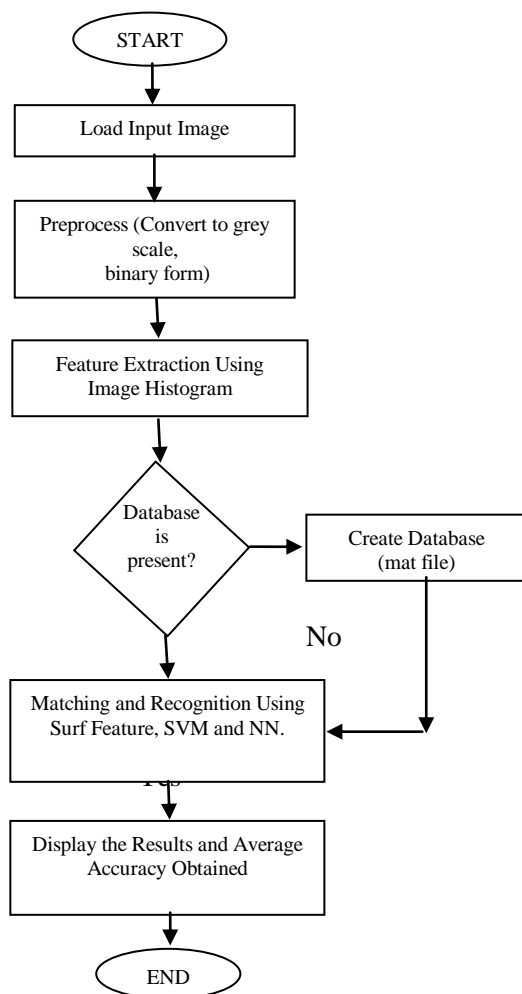 START
Load Input Image
Preprocess (Convert to grey
scale,
binary form)
Feature Extraction Using
Image Histogram
Database
is
present?
Create Database
(mat file)
No
Matching and Recognition Using
Surf Feature, SVM and NN.
Yes
Display the Results and Average
Accuracy Obtained
END